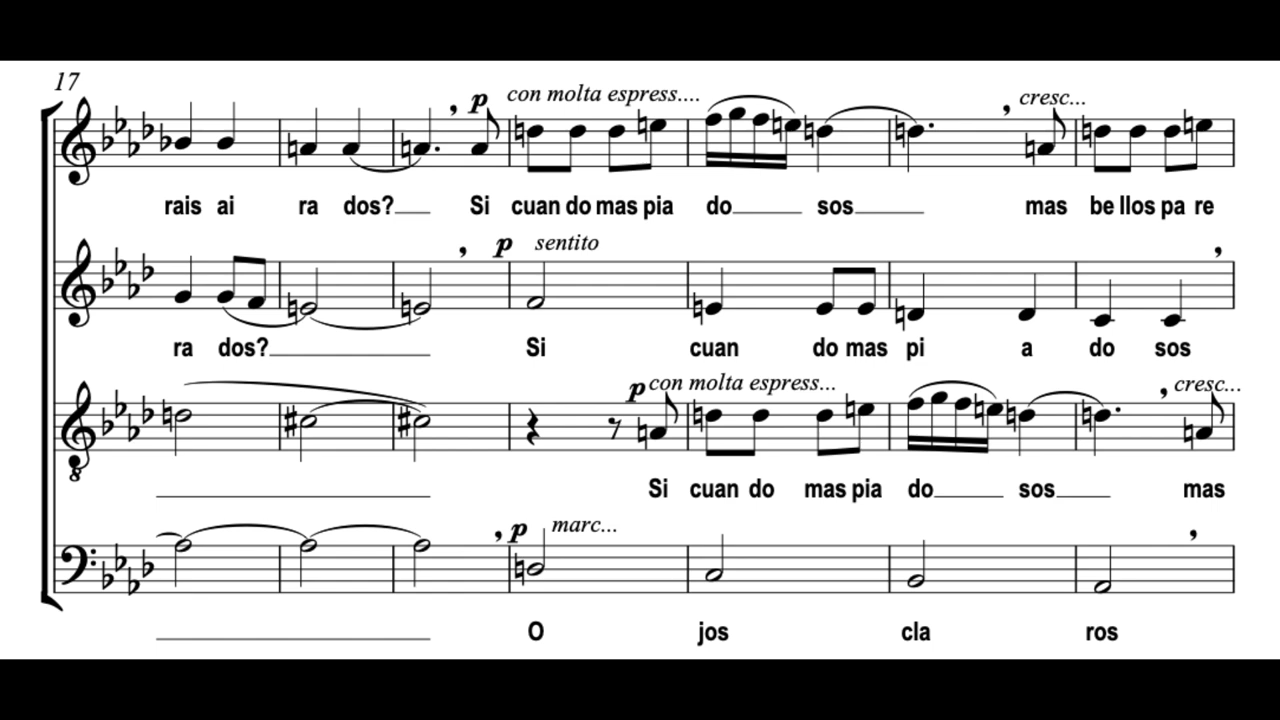 17
p con molta espress.... cresc...
rais ai ra dos? Si cuan do mas pia do sos mas be llos pa re
p sentito
ra dos? Si cuan do mas pi a do sos
p con molta espress... cresc...
Si cuan do mas pia do sos mas
p marc...
O jos cla ros